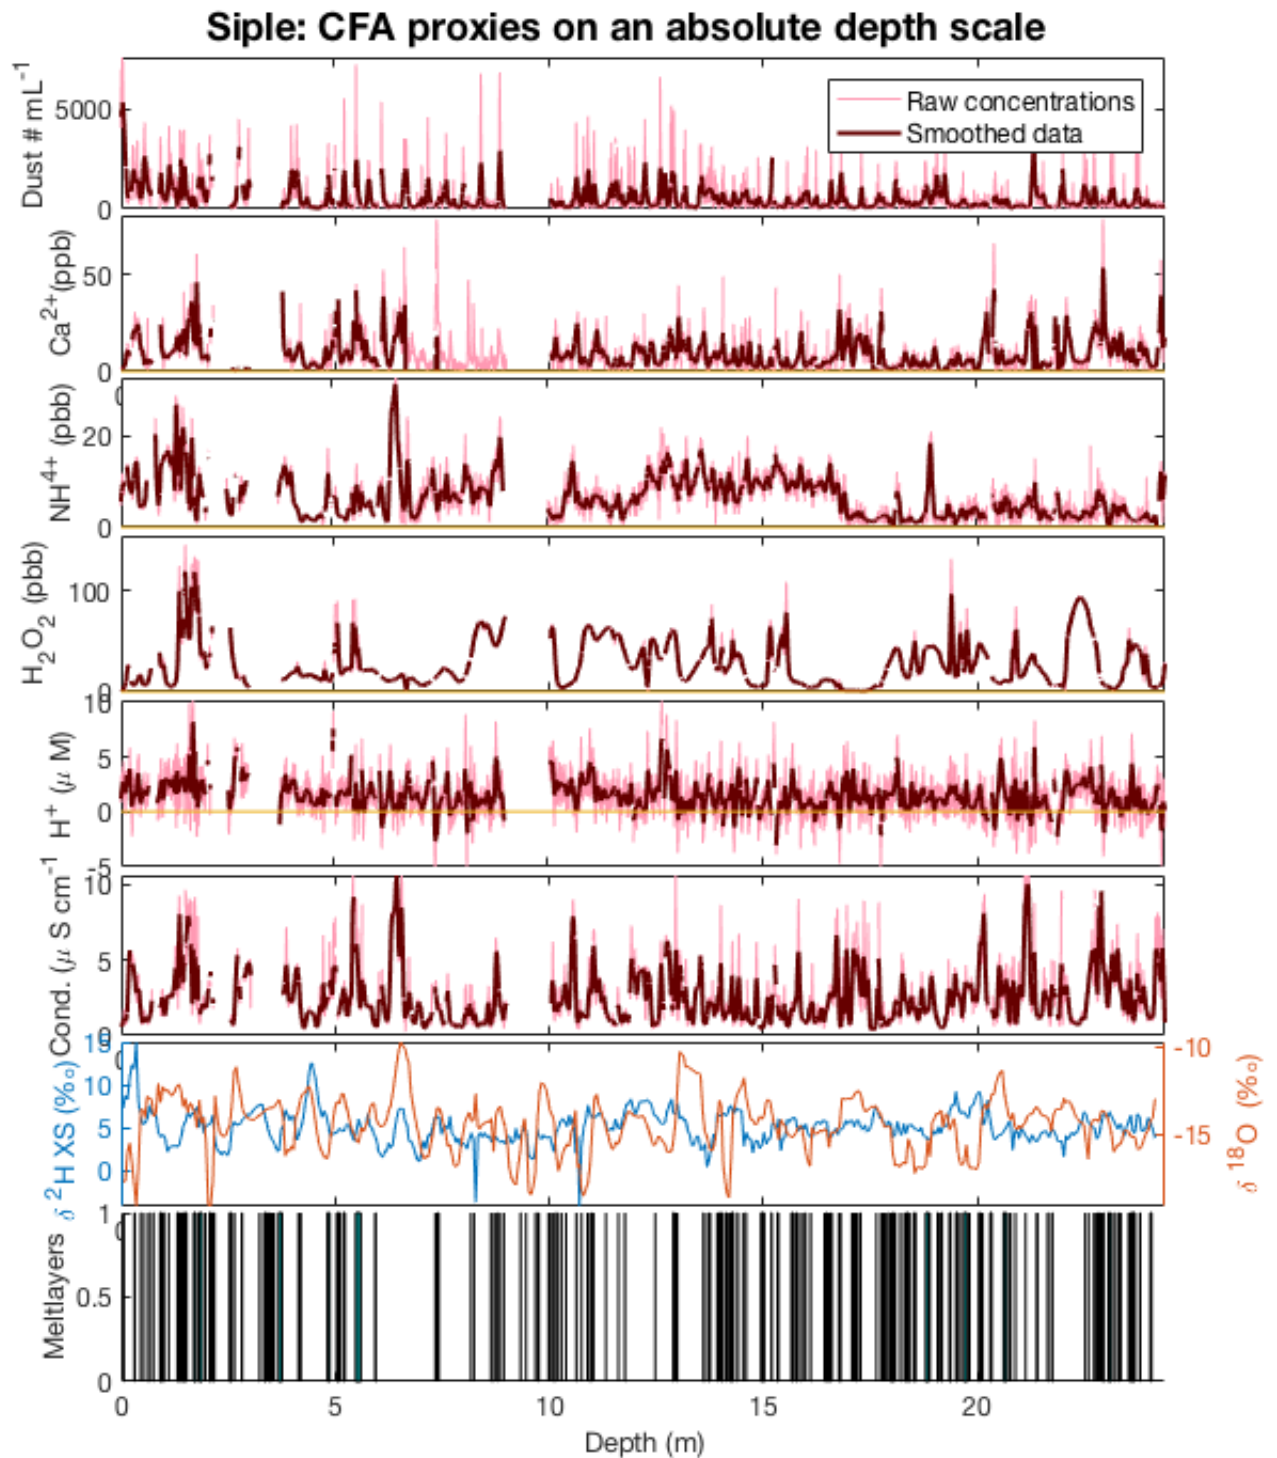 Siple: CFA proxies on an absolute depth scale
Dust # mL⁻¹
5000
0
Raw concentrations
Smoothed data
Ca²⁺(ppb)
50
0
NH⁴⁺ (pbb)
20
0
H₂O₂ (pbb)
100
0
H⁺ (μ M)
10
5
0
-5
Cond. (μ S cm⁻¹
10
5
0
δ ²H XS (‰)
15
10
5
0
-10
-15
δ ¹⁸O (‰)
Meltlayers
1
0.5
0
0 5 10 15 20
Depth (m)